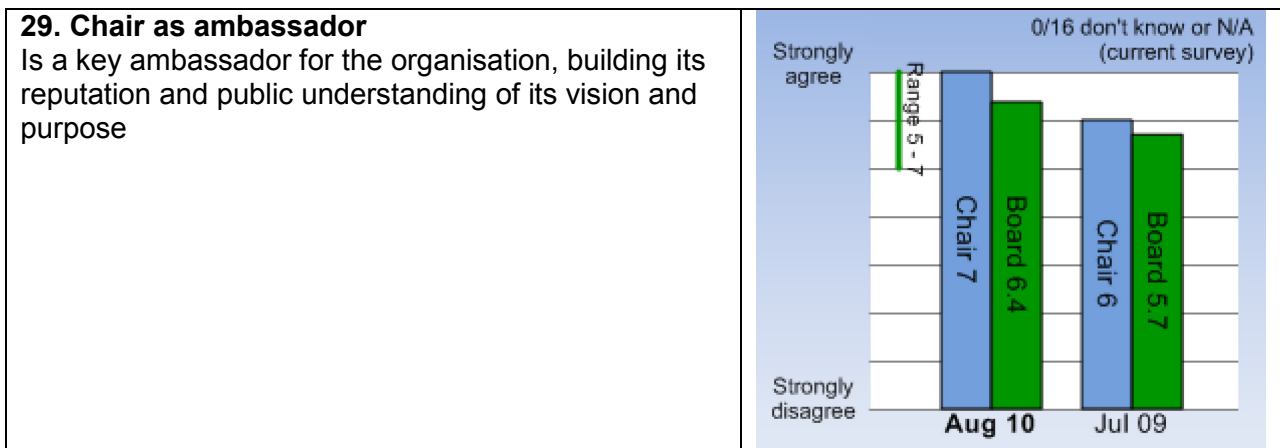 29. Chair as ambassador
Is a key ambassador for the organisation, building its
reputation and public understanding of its vision and
purpose
0/16 don't know or N/A
(current survey)
Strongly
agree
Range 5 - 7
Chair 7
Board 6.4
Chair 6
Board 5.7
Strongly
disagree
Aug 10
Jul 09